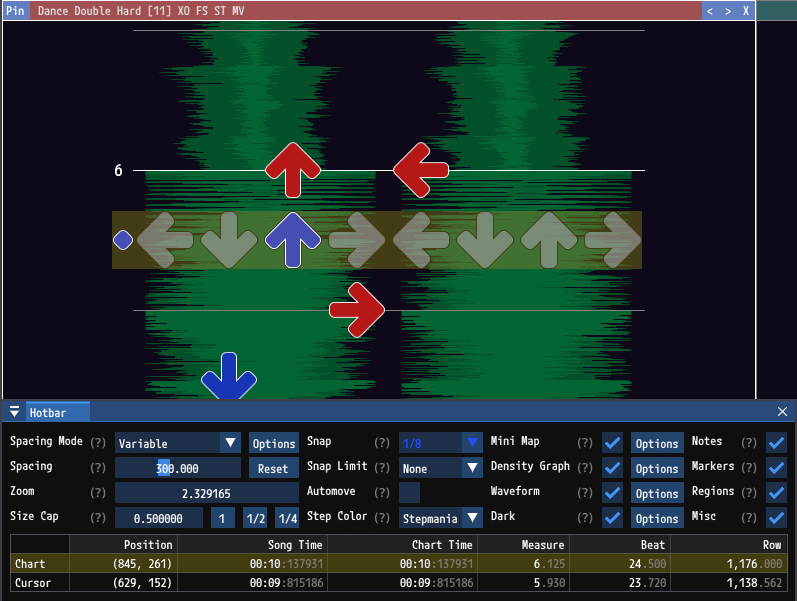 Pin Dance Double Hard [11] XO FS ST MV < > X
6
Hotbar
Spacing Mode (?) Variable Options Snap (?) 1/8 Mini Map (?) Options Notes (?)
Spacing (?) 300.000 Reset Snap Limit (?) None Density Graph (?) Options Markers (?)
Zoom (?) 2.329165 Automove (?) Waveform (?) Options Regions (?)
Size Cap (?) 0.500000 1 1/2 1/4 Step Color (?) Stepmania Dark (?) Options Misc (?)
Position Song Time Chart Time Measure Beat Row
Chart (845, 261) 00:10:137931 00:10:137931 6.125 24.500 1,176.000
Cursor (629, 152) 00:09:815186 00:09:815186 5.930 23.720 1,138.562